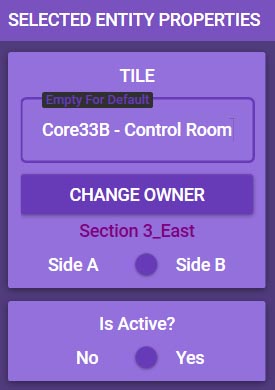 SELECTED ENTITY PROPERTIES
TILE
Empty For Default
Core33B - Control Room
CHANGE OWNER
Section 3_East
Side A Side B
Is Active?
No Yes